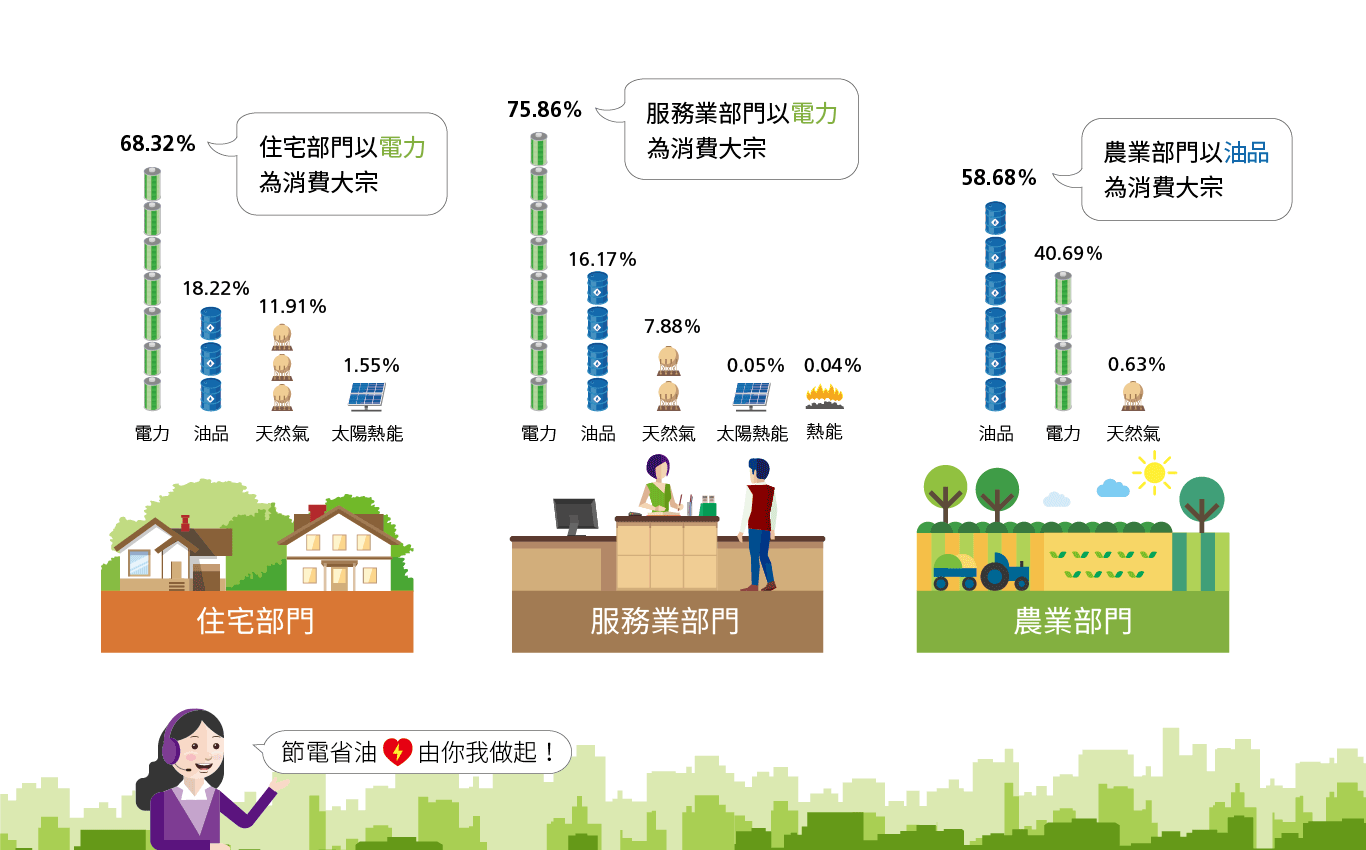 68.32%
住宅部門以電力
為消費大宗
18.22%
11.91%
1.55%
電力
油品
天然氣
太陽熱能
住宅部門
75.86%
服務業部門以電力
為消費大宗
16.17%
7.88%
0.05%
0.04%
電力
油品
天然氣
太陽熱能
熱能
服務業部門
58.68%
農業部門以油品
為消費大宗
40.69%
0.63%
油品
電力
天然氣
農業部門
節電省油 由你我做起！